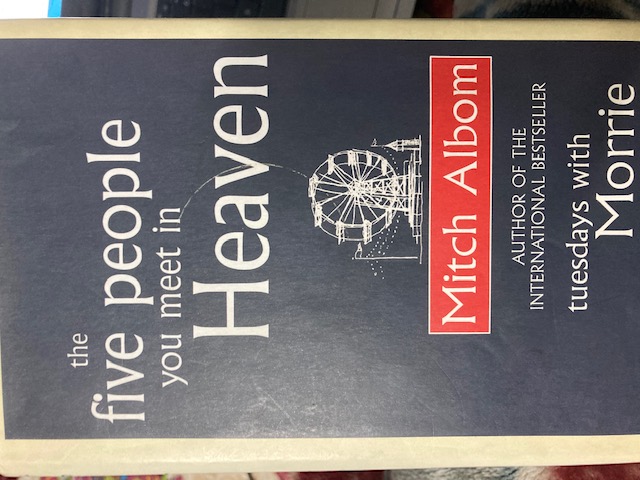 the
five people
you meet in
Heaven
Mitch Albom
AUTHOR OF THE
INTERNATIONAL BESTSELLER
tuesdays with
Morrie